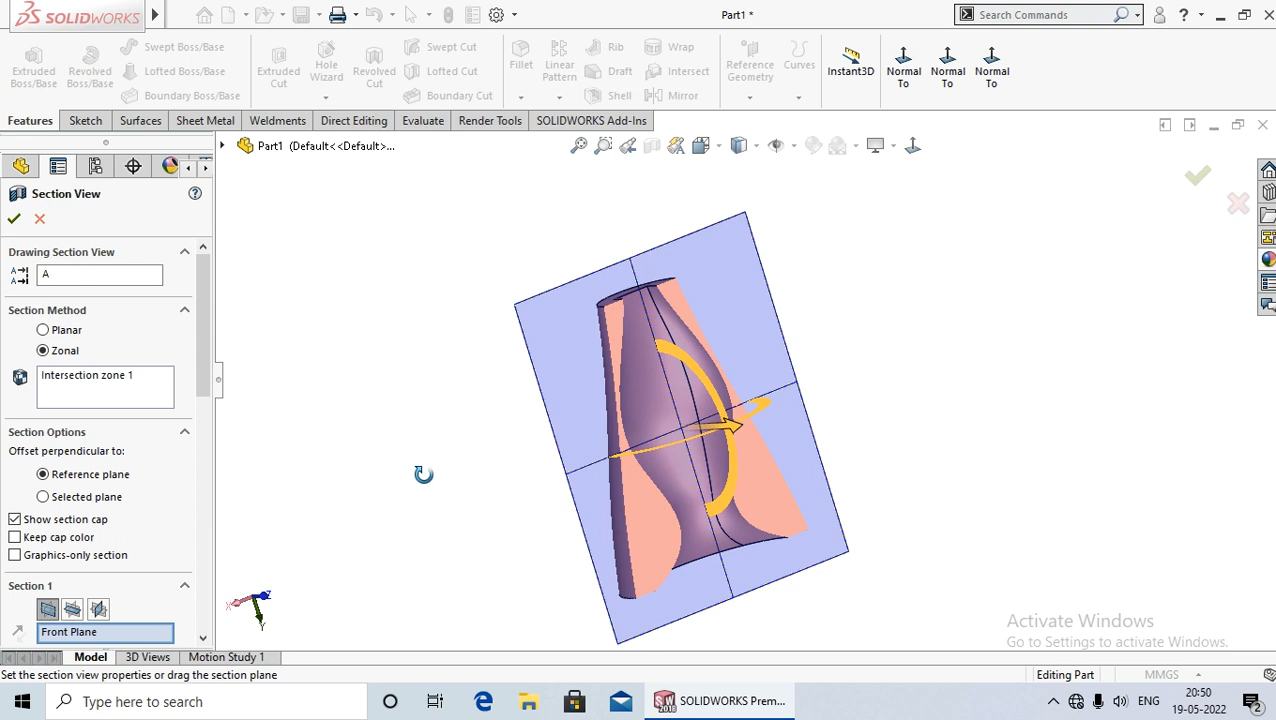 SOLIDWORKS
Part1 *
Search Commands
Extruded Boss/Base
Revolved Boss/Base
Swept Boss/Base
Lofted Boss/Base
Boundary Boss/Base
Extruded Cut
Hole Wizard
Revolved Cut
Swept Cut
Lofted Cut
Boundary Cut
Fillet
Linear Pattern
Rib
Draft
Shell
Wrap
Intersect
Mirror
Reference Geometry
Curves
Instant3D
Normal To
Normal To
Normal To
Features
Sketch
Surfaces
Sheet Metal
Weldments
Direct Editing
Evaluate
Render Tools
SOLIDWORKS Add-Ins
Part1 (Default<<Default>...
Section View
Drawing Section View
A
Section Method
Planar
Zonal
Intersection zone 1
Section Options
Offset perpendicular to:
Reference plane
Selected plane
Show section cap
Keep cap color
Graphics-only section
Section 1
Front Plane
X
Y
Z
Activate Windows
Go to Settings to activate Windows.
Model
3D Views
Motion Study 1
Set the section view properties or drag the section plane
Editing Part
MMGS
Type here to search
SOLIDWORKS Prem...
ENG
20:50
19-05-2022
2